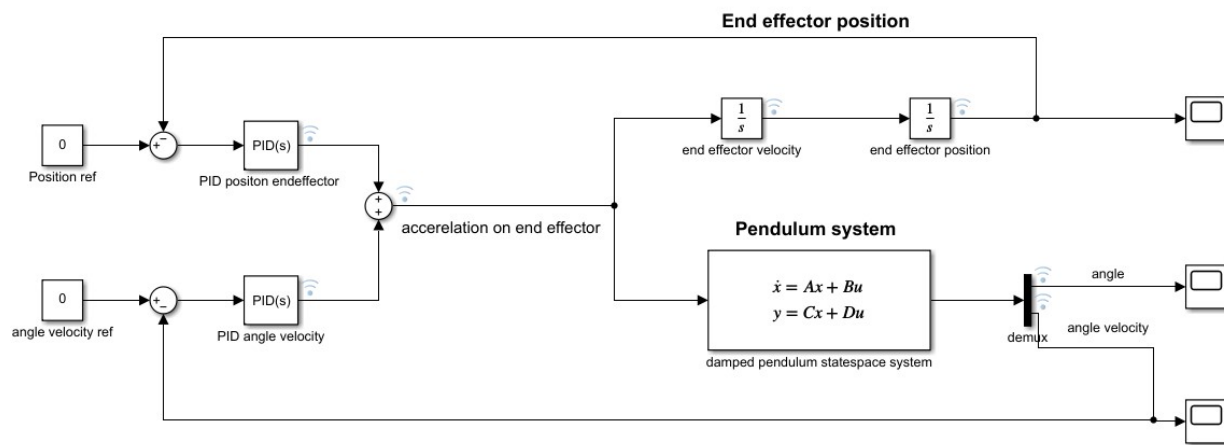 End effector position
0
Position ref
+
−
PID(s)
PID positon endeffector
1
s
end effector velocity
1
s
end effector position
+
+
accerelation on end effector
Pendulum system
ẋ = Ax + Bu
y = Cx + Du
damped pendulum statespace system
0
angle velocity ref
+
−
PID(s)
PID angle velocity
angle
angle velocity
demux